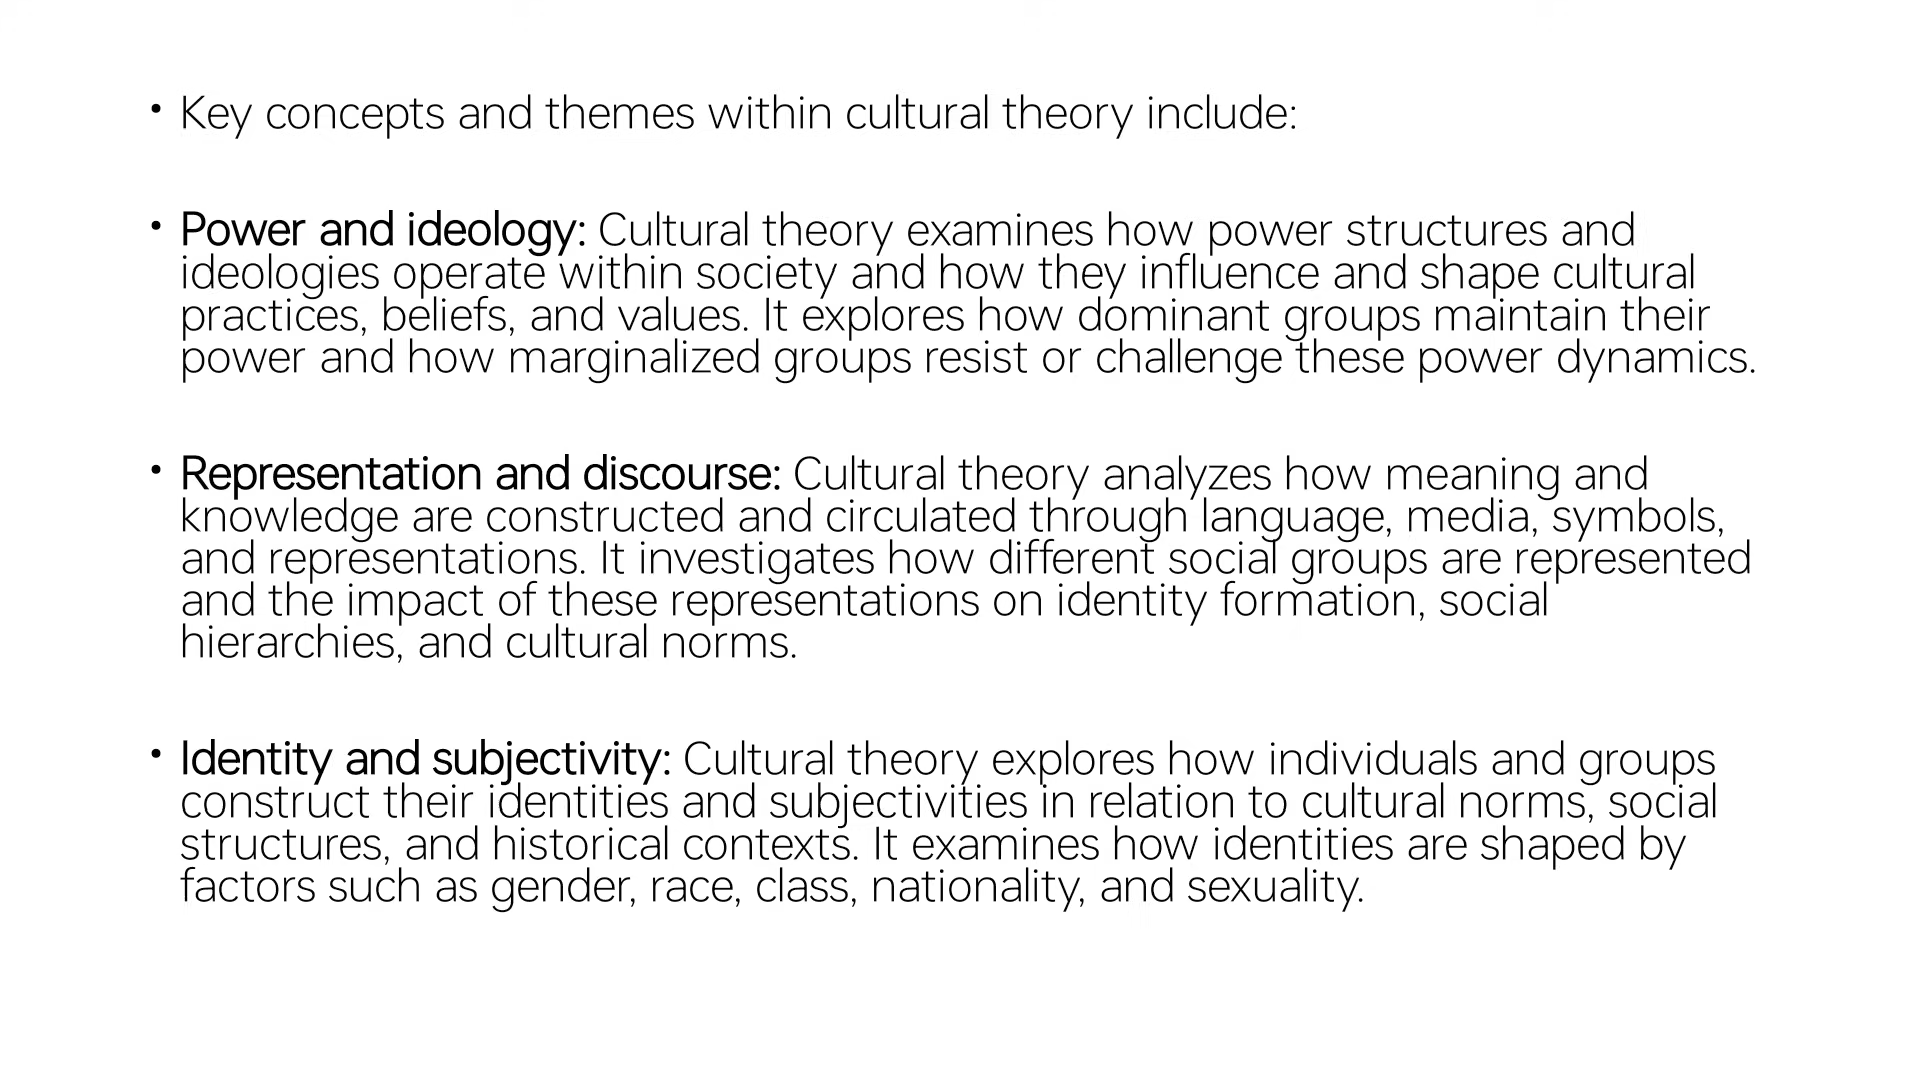 • Key concepts and themes within cultural theory include:
• Power and ideology: Cultural theory examines how power structures and
ideologies operate within society and how they influence and shape cultural
practices, beliefs, and values. It explores how dominant groups maintain their
power and how marginalized groups resist or challenge these power dynamics.
• Representation and discourse: Cultural theory analyzes how meaning and
knowledge are constructed and circulated through language, media, symbols,
and representations. It investigates how different social groups are represented
and the impact of these representations on identity formation, social
hierarchies, and cultural norms.
• Identity and subjectivity: Cultural theory explores how individuals and groups
construct their identities and subjectivities in relation to cultural norms, social
structures, and historical contexts. It examines how identities are shaped by
factors such as gender, race, class, nationality, and sexuality.